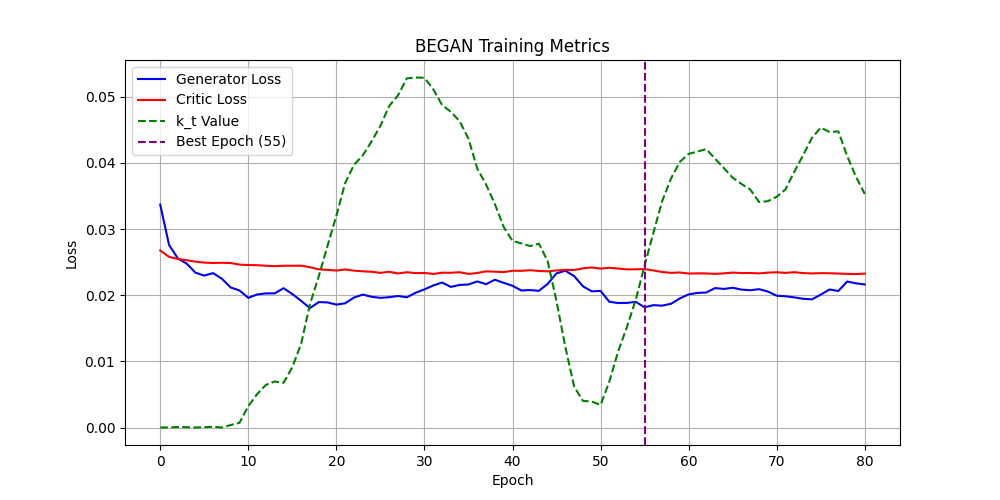 BEGAN Training Metrics
Generator Loss
Critic Loss
k_t Value
Best Epoch (55)
Loss
0.05
0.04
0.03
0.02
0.01
0.00
0 10 20 30 40 50 60 70 80
Epoch